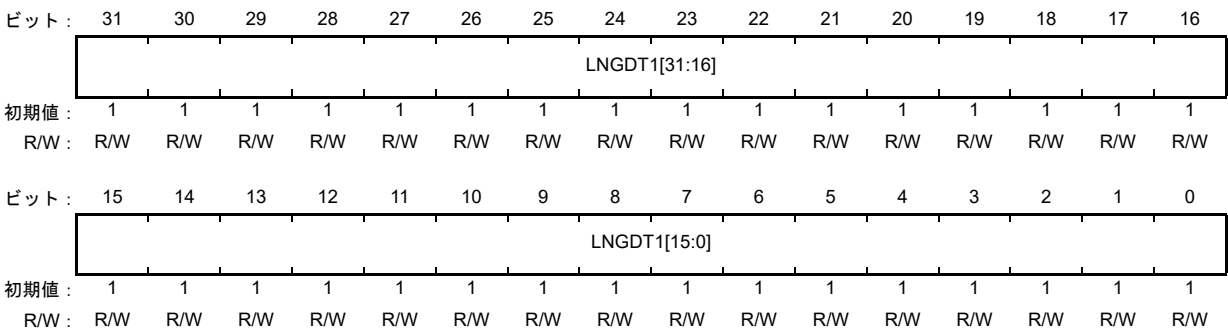 ビット： 31 30 29 28 27 26 25 24 23 22 21 20 19 18 17 16
LNGDT1[31:16]
初期値： 1 1 1 1 1 1 1 1 1 1 1 1 1 1 1 1
R/W： R/W R/W R/W R/W R/W R/W R/W R/W R/W R/W R/W R/W R/W R/W R/W R/W
ビット： 15 14 13 12 11 10 9 8 7 6 5 4 3 2 1 0
LNGDT1[15:0]
初期値： 1 1 1 1 1 1 1 1 1 1 1 1 1 1 1 1
R/W： R/W R/W R/W R/W R/W R/W R/W R/W R/W R/W R/W R/W R/W R/W R/W R/W